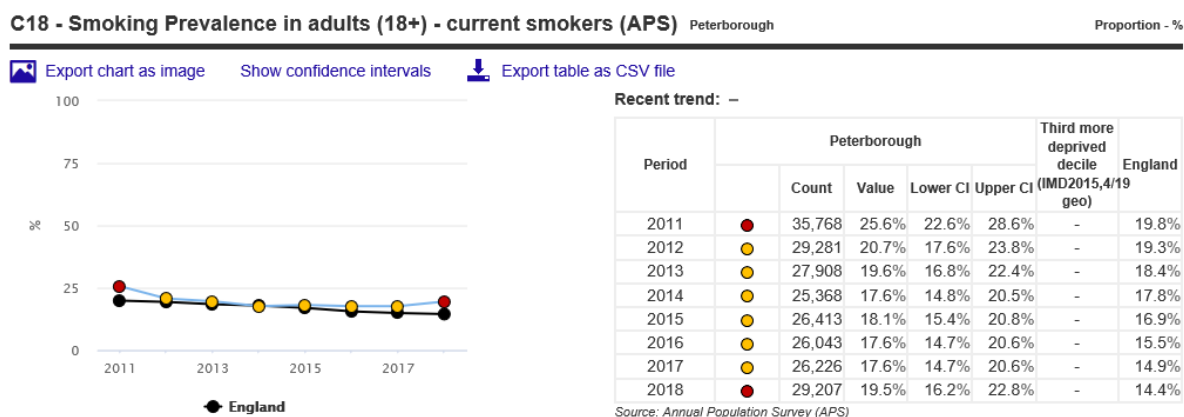 C18 - Smoking Prevalence in adults (18+) - current smokers (APS) Peterborough Proportion - %
Export chart as image Show confidence intervals Export table as CSV file
100
75
50
25
0
%
2011 2013 2015 2017
England
Recent trend: –
Period Peterborough Third more deprived decile (IMD2015,4/19 geo) England
Count Value Lower CI Upper CI
2011 35,768 25.6% 22.6% 28.6% - 19.8%
2012 29,281 20.7% 17.6% 23.8% - 19.3%
2013 27,908 19.6% 16.8% 22.4% - 18.4%
2014 25,368 17.6% 14.8% 20.5% - 17.8%
2015 26,413 18.1% 15.4% 20.8% - 16.9%
2016 26,043 17.6% 14.7% 20.6% - 15.5%
2017 26,226 17.6% 14.7% 20.6% - 14.9%
2018 29,207 19.5% 16.2% 22.8% - 14.4%
Source: Annual Population Survey (APS)